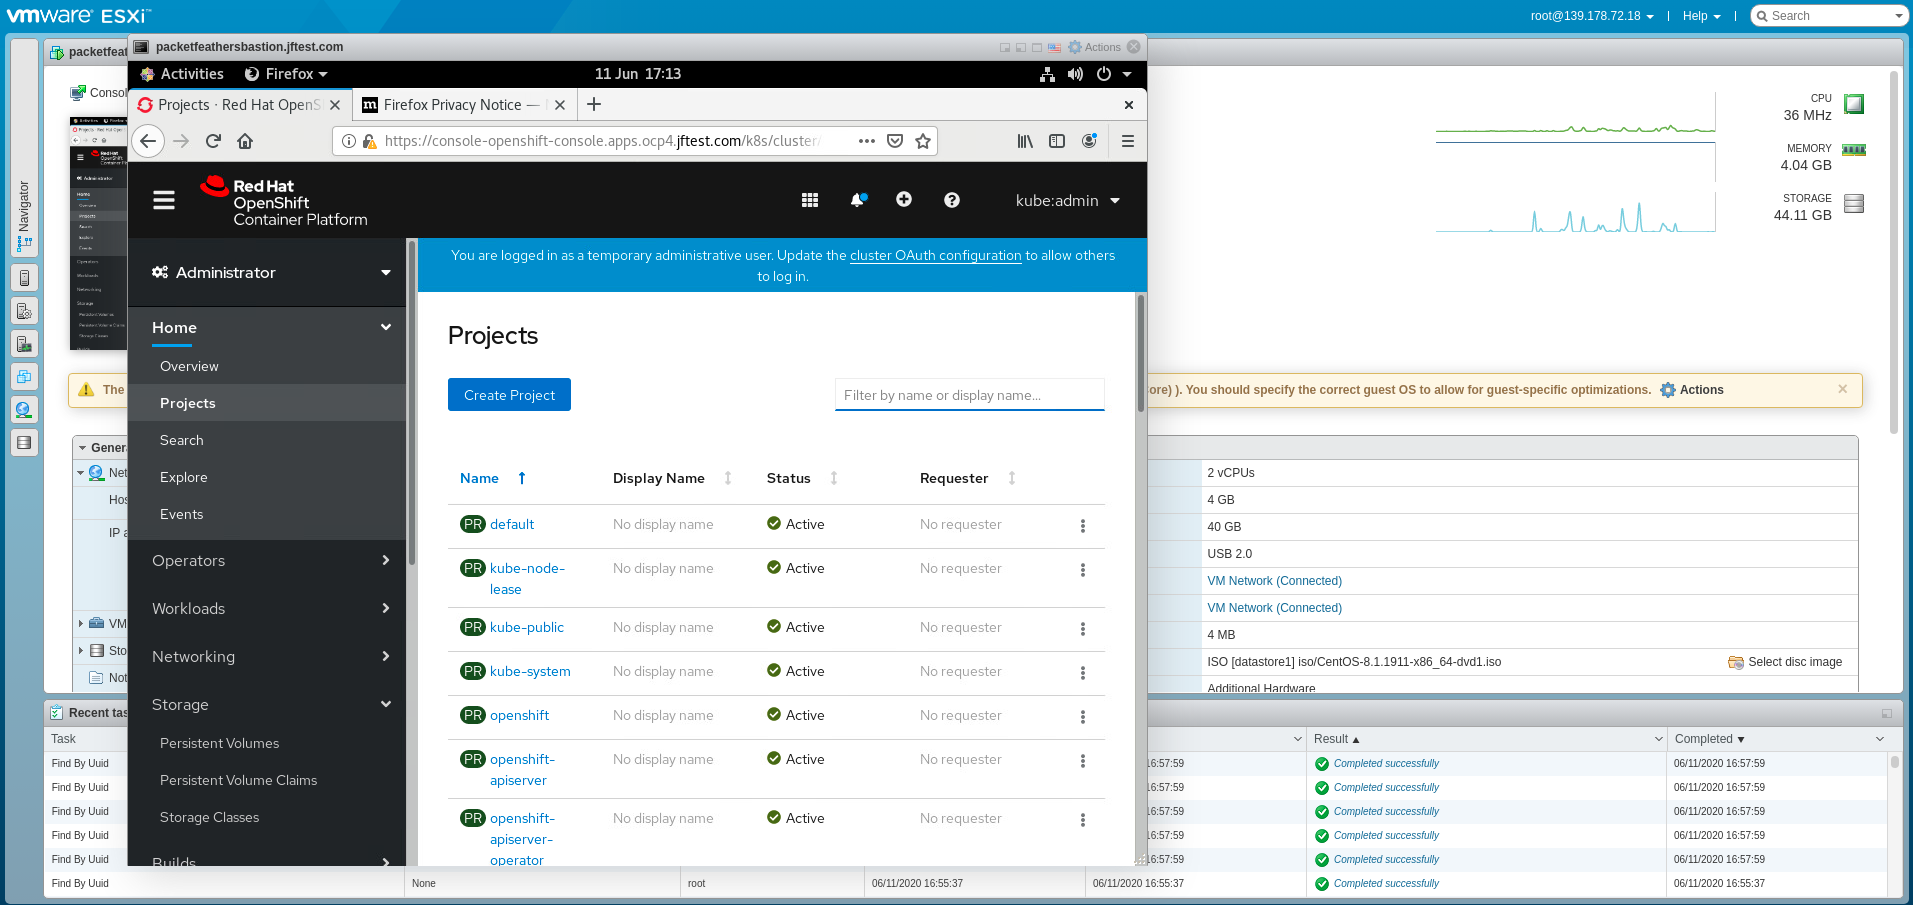 vmware ESXi™
root@139.178.72.18
Help
Search
packetfeat
packetfeathersbastion.jftest.com
Actions
Navigator
Consol
Activities
Firefox
11 Jun 17:13
Projects · Red Hat OpenS
Firefox Privacy Notice —
https://console-openshift-console.apps.ocp4.jftest.com/k8s/cluster/
Red Hat
OpenShift
Container Platform
kube:admin
You are logged in as a temporary administrative user. Update the cluster OAuth configuration to allow others
to log in.
Administrator
Home
Overview
Projects
Search
Explore
Events
Operators
Workloads
Networking
Storage
Persistent Volumes
Persistent Volume Claims
Storage Classes
Builds
Projects
Create Project
Filter by name or display name...
Name
Display Name
Status
Requester
PR default
No display name
Active
No requester
PR kube-node-
lease
No display name
Active
No requester
PR kube-public
No display name
Active
No requester
PR kube-system
No display name
Active
No requester
PR openshift
No display name
Active
No requester
PR openshift-
apiserver
No display name
Active
No requester
PR openshift-
apiserver-
operator
No display name
Active
No requester
CPU
36 MHz
MEMORY
4.04 GB
STORAGE
44.11 GB
The
ore) ). You should specify the correct guest OS to allow for guest-specific optimizations.
Actions
Genera
Net
Hos
IP a
VM
Sto
Not
2 vCPUs
4 GB
40 GB
USB 2.0
VM Network (Connected)
VM Network (Connected)
4 MB
ISO [datastore1] iso/CentOS-8.1.1911-x86_64-dvd1.iso
Select disc image
Additional Hardware
Recent tas
Task
Result
Completed
Find By Uuid
16:57:59
Completed successfully
06/11/2020 16:57:59
Find By Uuid
16:57:59
Completed successfully
06/11/2020 16:57:59
Find By Uuid
16:57:59
Completed successfully
06/11/2020 16:57:59
Find By Uuid
16:57:59
Completed successfully
06/11/2020 16:57:59
Find By Uuid
16:57:59
Completed successfully
06/11/2020 16:57:59
Find By Uuid
None
root
06/11/2020 16:55:37
06/11/2020 16:55:37
Completed successfully
06/11/2020 16:55:37